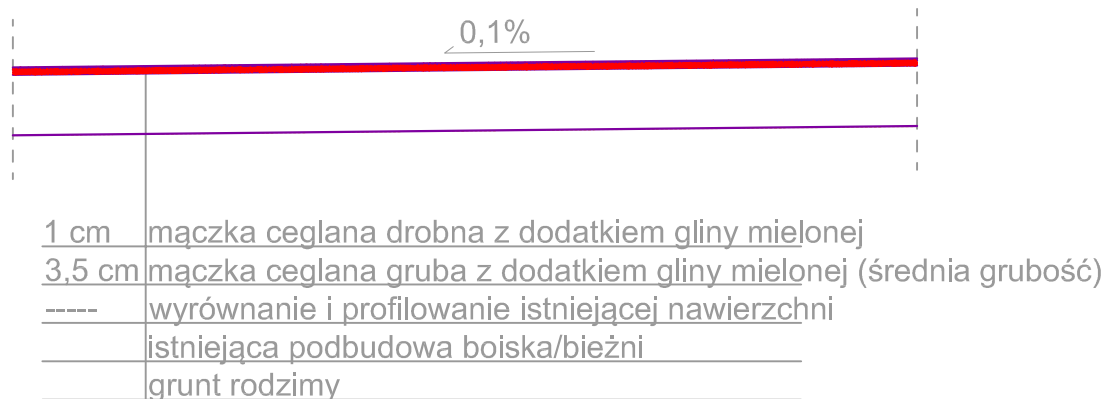 0,1%
1 cm mączka ceglana drobna z dodatkiem gliny mielonej
3,5 cm mączka ceglana gruba z dodatkiem gliny mielonej (średnia grubość)
----- wyrównanie i profilowanie istniejącej nawierzchni
istniejąca podbudowa boiska/bieżni
grunt rodzimy